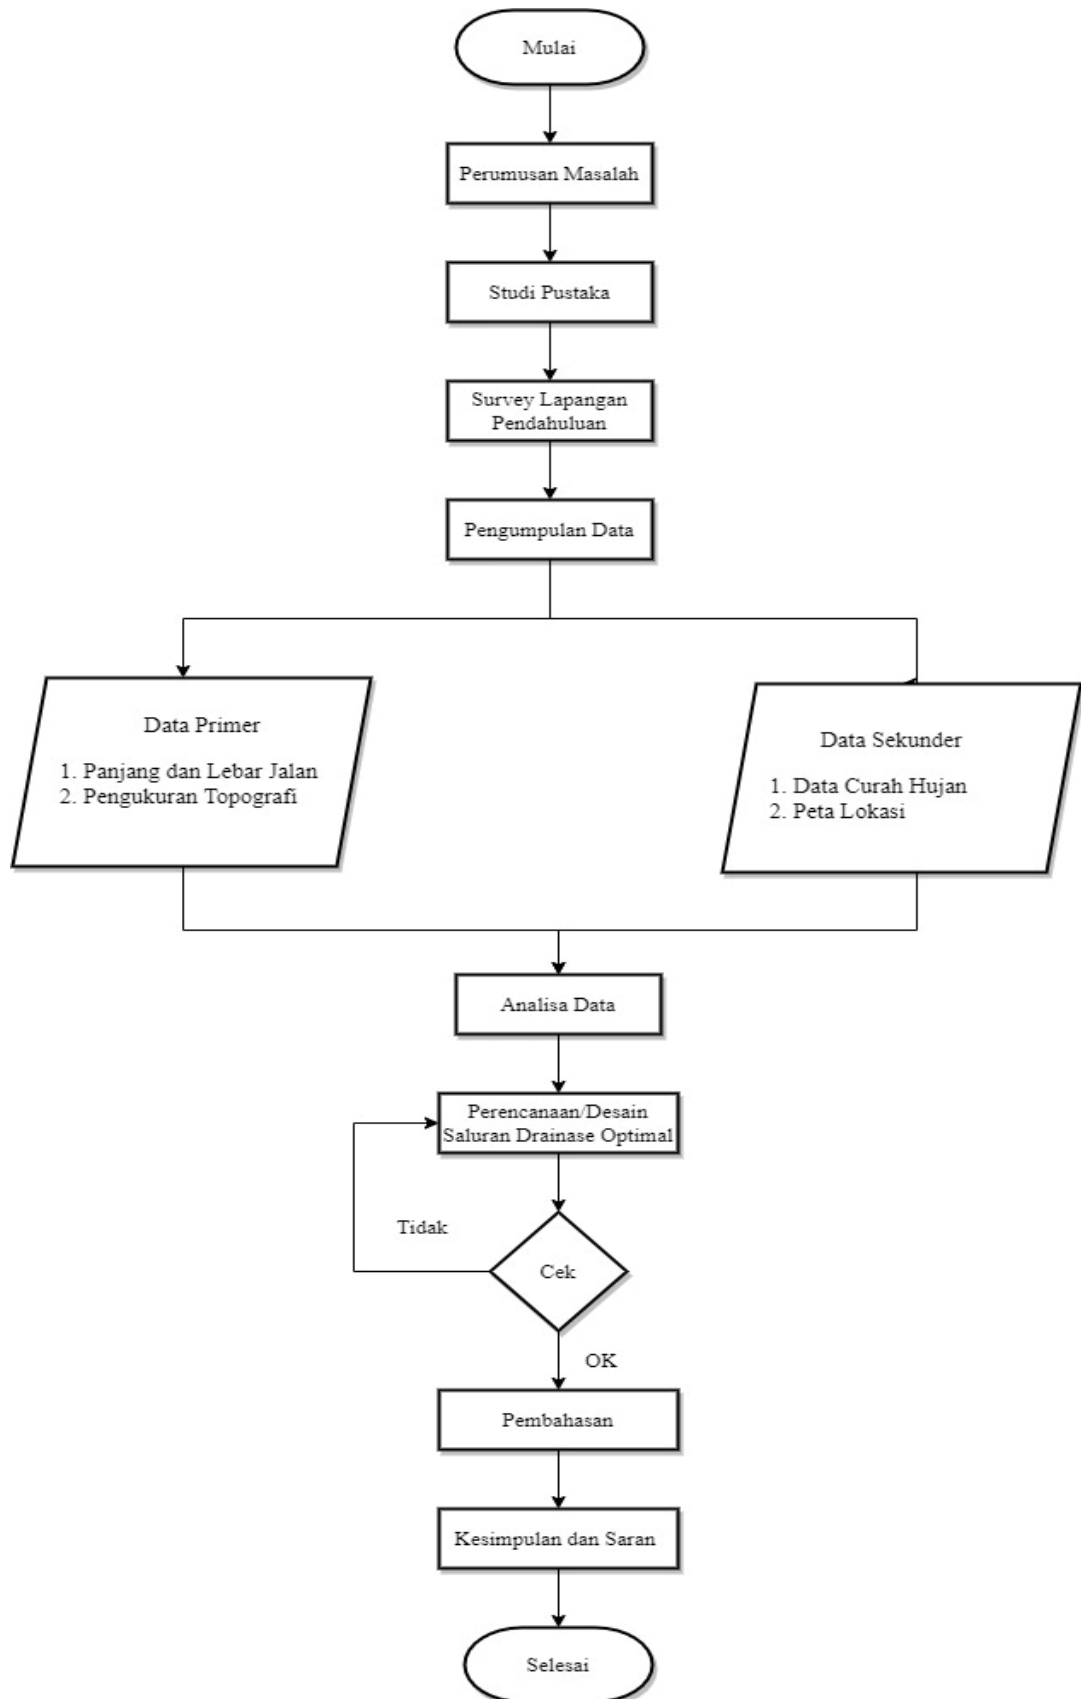 Mulai
Perumusan Masalah
Studi Pustaka
Survey Lapangan
Pendahuluan
Pengumpulan Data
Data Primer
1. Panjang dan Lebar Jalan
2. Pengukuran Topografi
Data Sekunder
1. Data Curah Hujan
2. Peta Lokasi
Analisa Data
Perencanaan/Desain
Saluran Drainase Optimal
Tidak
Cek
OK
Pembahasan
Kesimpulan dan Saran
Selesai